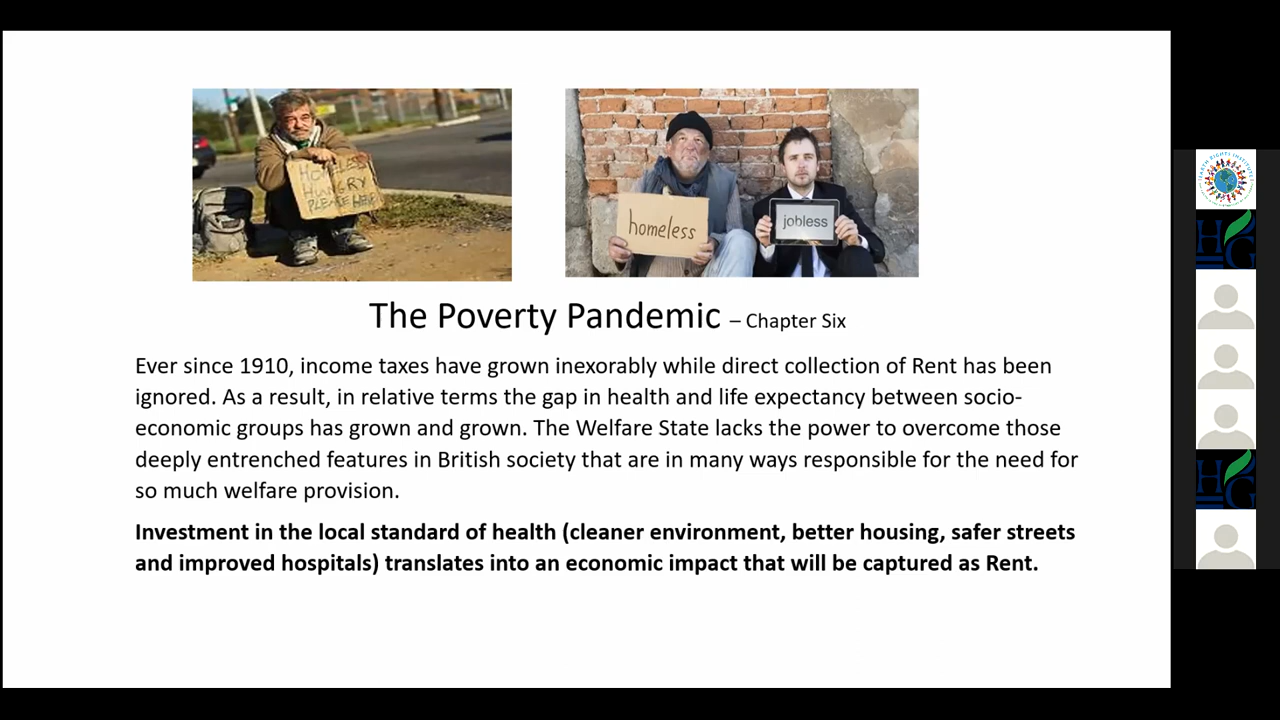 HOMELESS
HUNGRY
PLEASE HELP
homeless
jobless
The Poverty Pandemic – Chapter Six
Ever since 1910, income taxes have grown inexorably while direct collection of Rent has been
ignored. As a result, in relative terms the gap in health and life expectancy between socio-
economic groups has grown and grown. The Welfare State lacks the power to overcome those
deeply entrenched features in British society that are in many ways responsible for the need for
so much welfare provision.
Investment in the local standard of health (cleaner environment, better housing, safer streets
and improved hospitals) translates into an economic impact that will be captured as Rent.
EARTH RIGHTS INSTITUTE
HG
HG